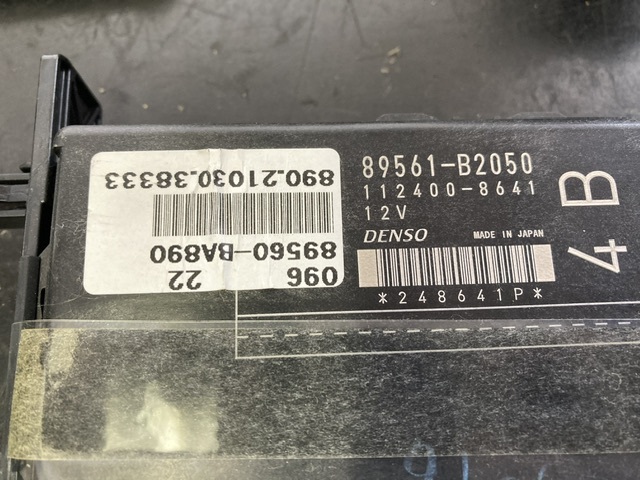 89561-B2050
112400-8641
12V
DENSO MADE IN JAPAN
*248641P*
4B
096 22
89560-BA890
890.21030.38333